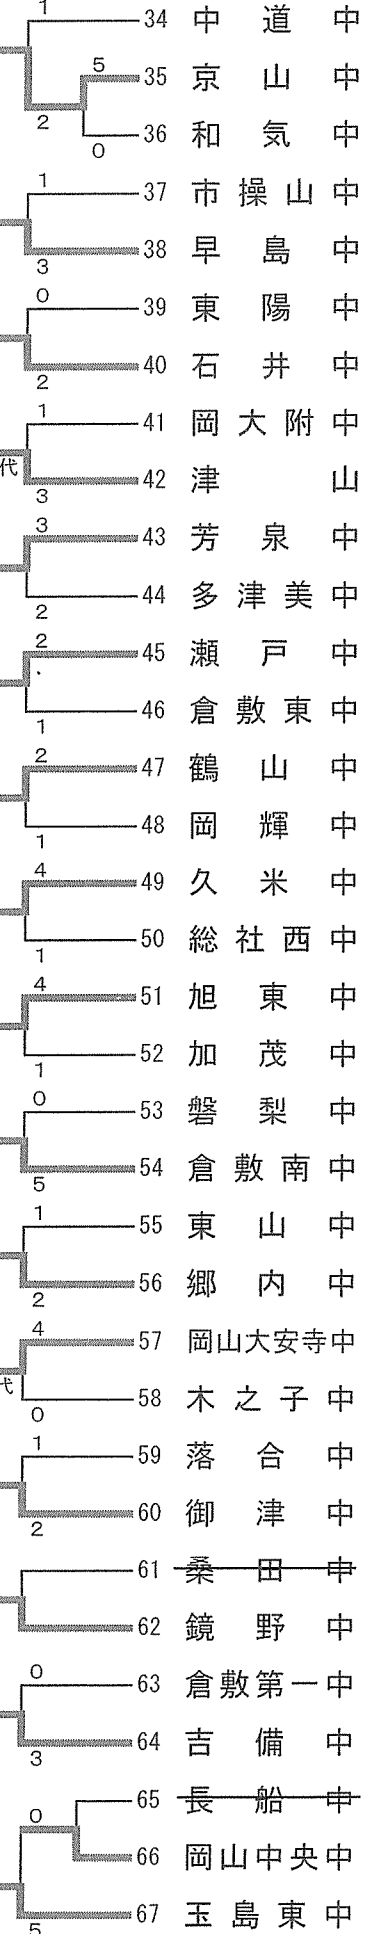 1
34 中道中
5
35 京山中
2
36 和気中
0
1
37 市操山中
38 早島中
3
0
39 東陽中
40 石井中
2
1
41 岡大附中
代
42 津山
3
3
43 芳泉中
44 多津美中
2
2
45 瀬戸中
46 倉敷東中
1
2
47 鶴山中
48 岡輝中
1
4
49 久米中
50 総社西中
1
4
51 旭東中
52 加茂中
1
0
53 磐梨中
54 倉敷南中
5
1
55 東山中
56 郷内中
2
4
57 岡山大安寺中
代
58 木之子中
0
1
59 落合中
60 御津中
2
61 桑田中
62 鏡野中
0
63 倉敷第一中
64 吉備中
3
65 長船中
0
66 岡山中央中
67 玉島東中
5